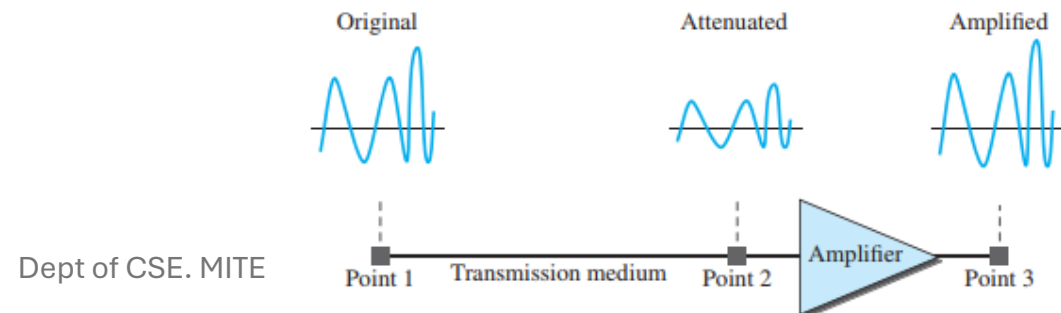 Original Attenuated Amplified
Amplifier
Dept of CSE. MITE
Point 1 Transmission medium Point 2 Point 3